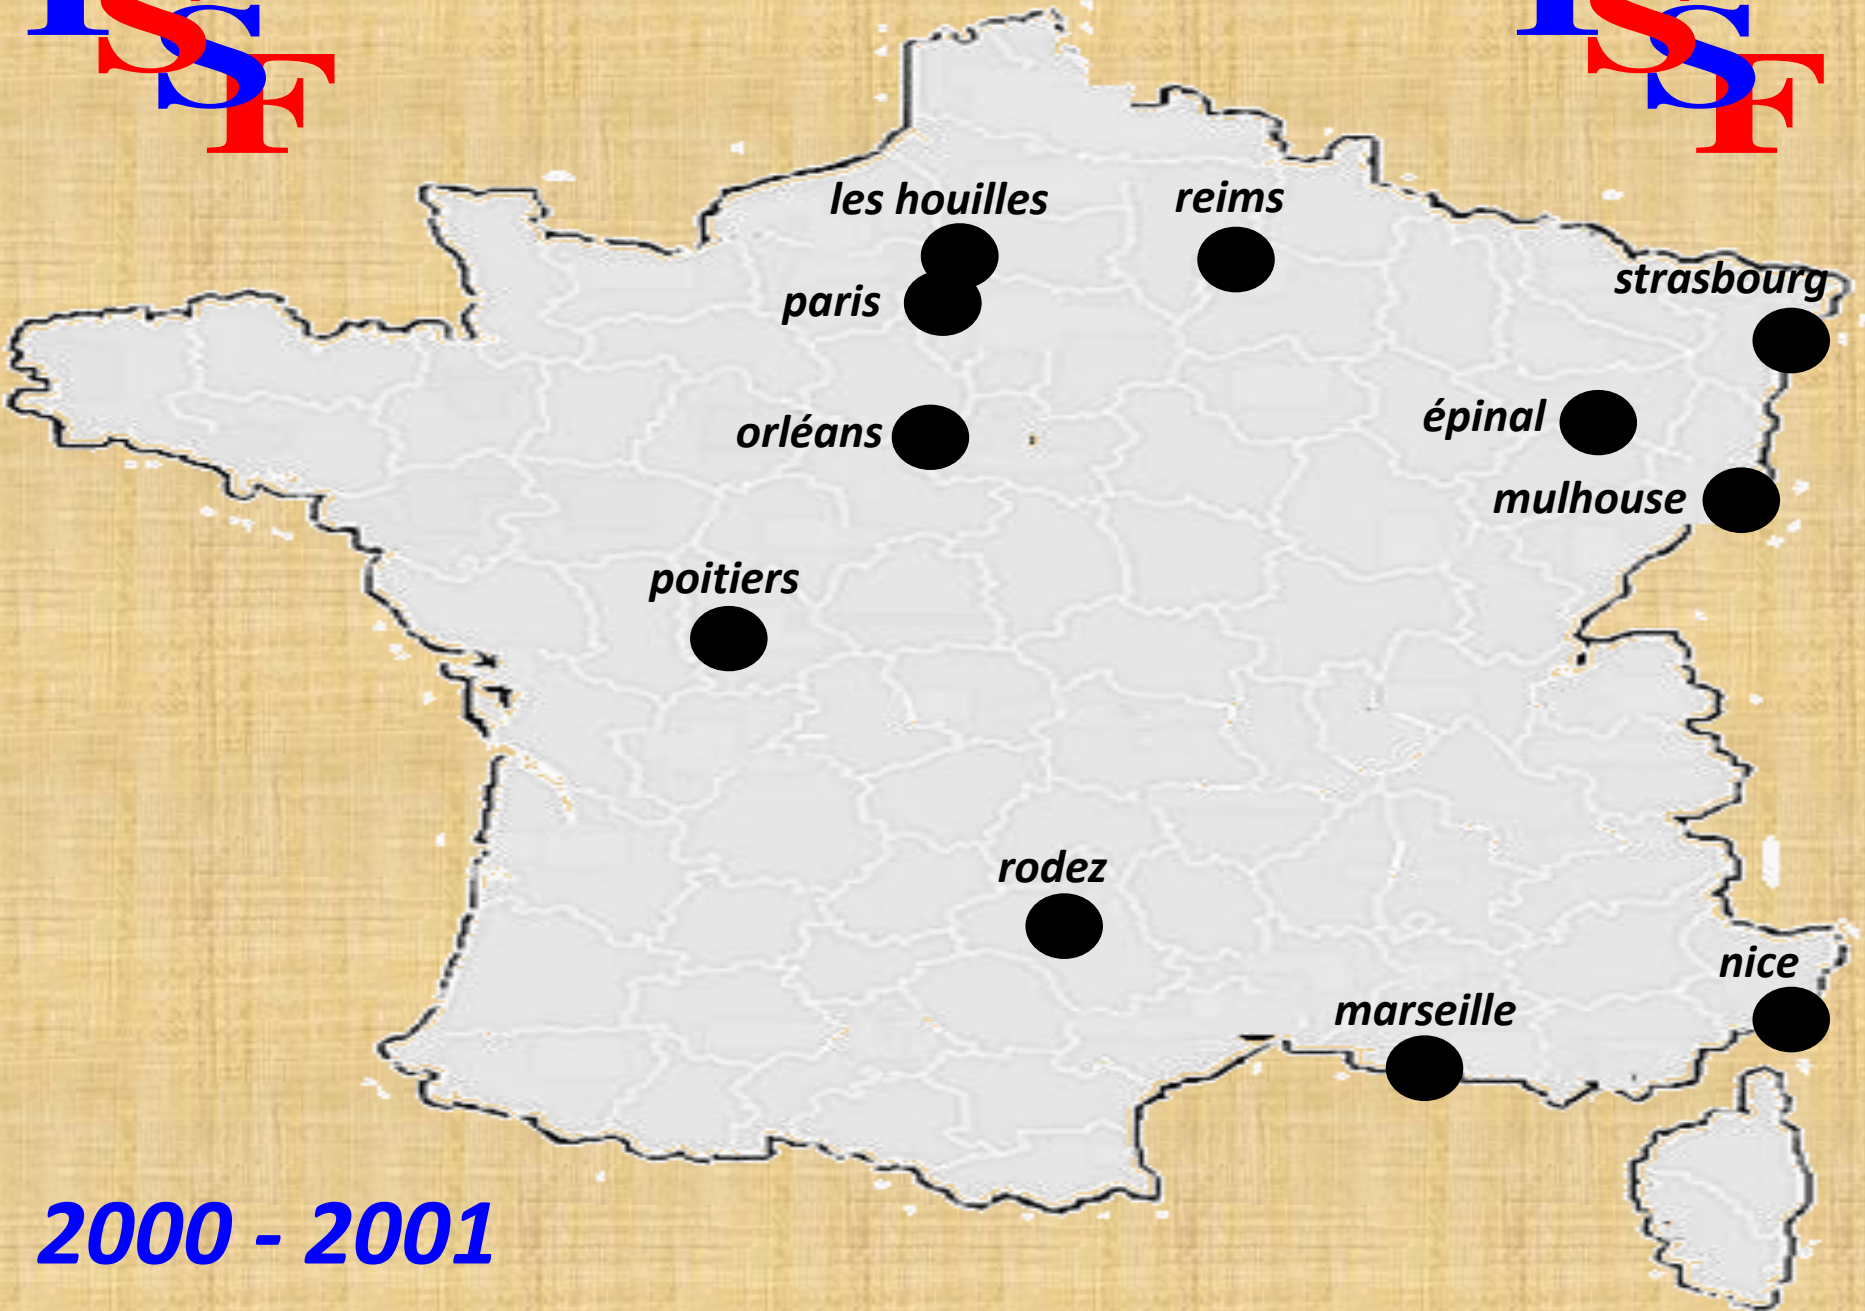 ISSF ISSF
les houilles
reims
strasbourg
paris
épinal
orléans
mulhouse
poitiers
rodez
nice
marseille
2000 - 2001